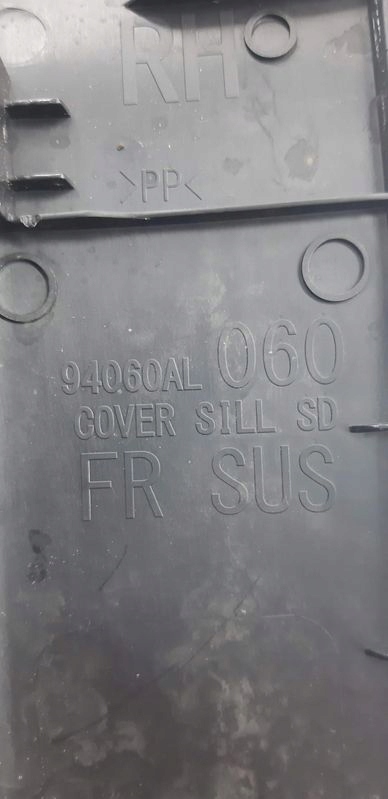 RH
>PP<
94060AL 060
COVER SILL SD
FR SUS